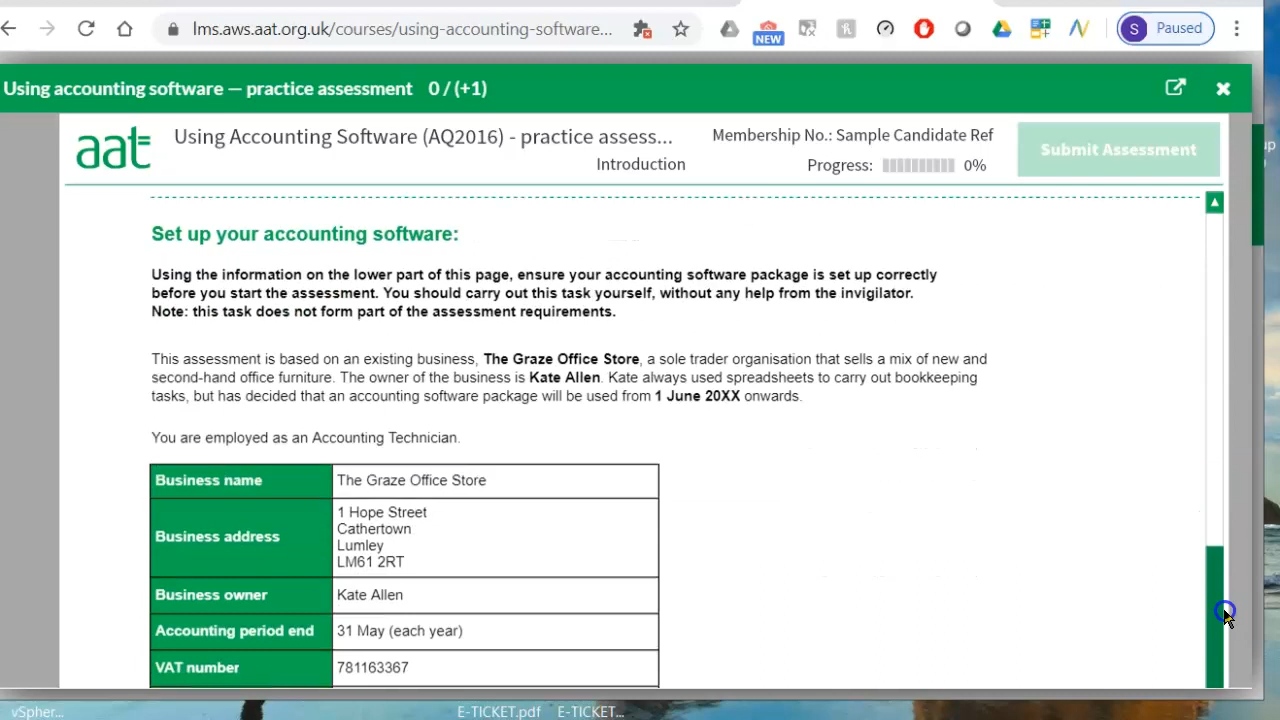 lms.aws.aat.org.uk/courses/using-accounting-software...
NEW
S Paused
Using accounting software — practice assessment 0 / (+1)
aat
Using Accounting Software (AQ2016) - practice assess...
Introduction
Membership No.: Sample Candidate Ref
Progress: 0%
Submit Assessment
Set up your accounting software:
Using the information on the lower part of this page, ensure your accounting software package is set up correctly
before you start the assessment. You should carry out this task yourself, without any help from the invigilator.
Note: this task does not form part of the assessment requirements.
This assessment is based on an existing business, The Graze Office Store, a sole trader organisation that sells a mix of new and
second-hand office furniture. The owner of the business is Kate Allen. Kate always used spreadsheets to carry out bookkeeping
tasks, but has decided that an accounting software package will be used from 1 June 20XX onwards.
You are employed as an Accounting Technician.
Business name The Graze Office Store
Business address
1 Hope Street
Cathertown
Lumley
LM61 2RT
Business owner Kate Allen
Accounting period end 31 May (each year)
VAT number 781163367
vSpher... E-TICKET.pdf E-TICKET...